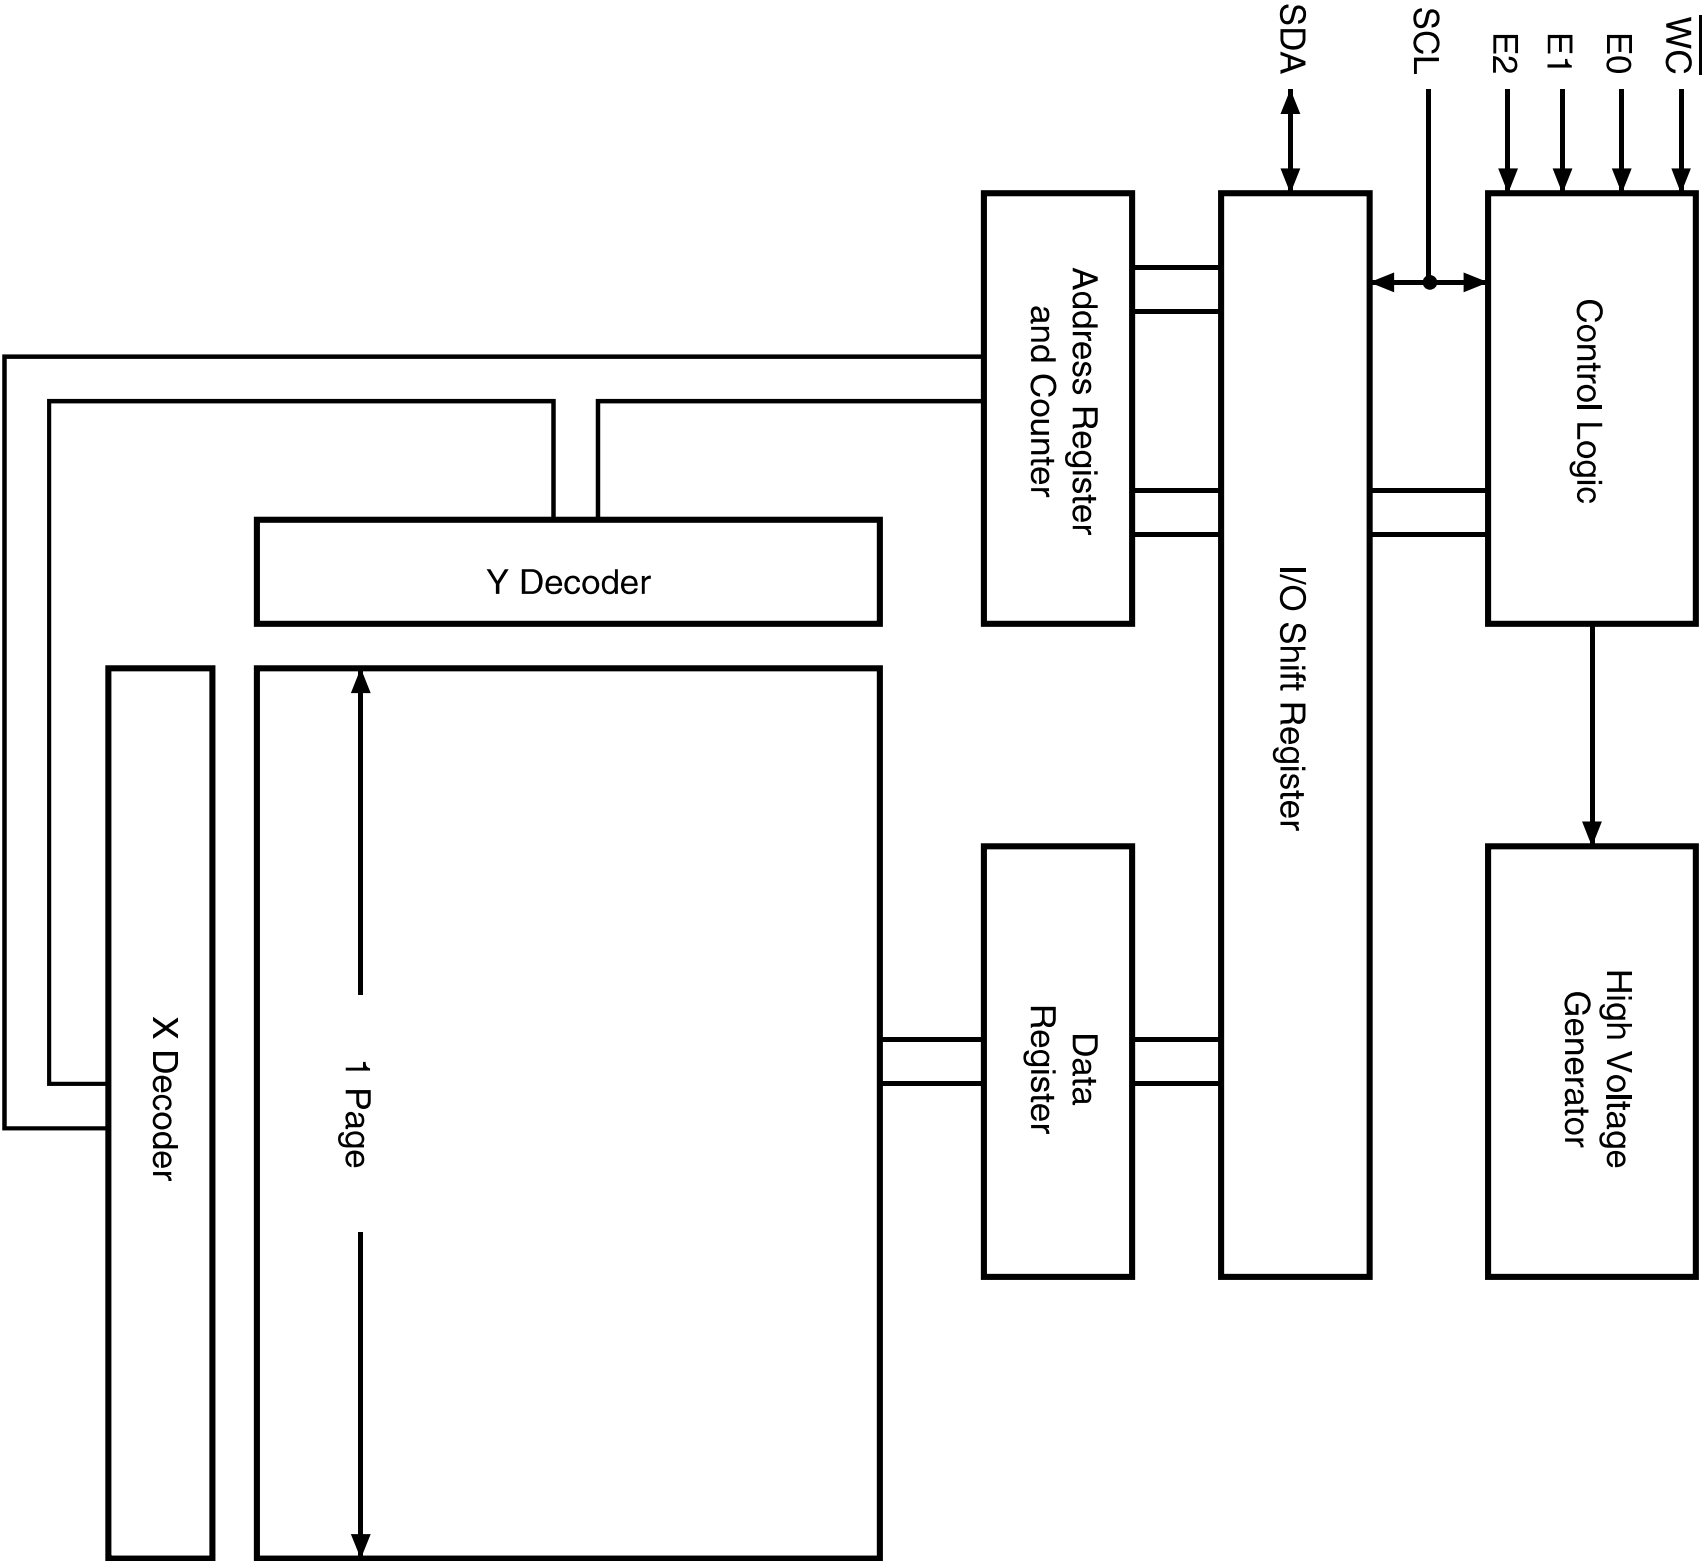 W̅C̅
E0
E1
E2
SCL
SDA
Control Logic
High Voltage
Generator
I/O Shift Register
Address Register
and Counter
Data
Register
Y Decoder
1 Page
X Decoder